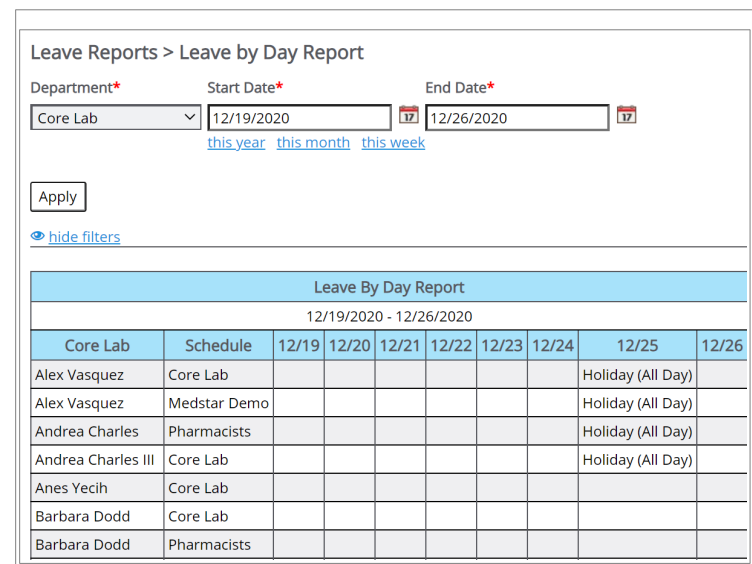 Leave Reports > Leave by Day Report
Department* Start Date* End Date*
Core Lab 12/19/2020 17 12/26/2020 17
this year this month this week
Apply
hide filters
Leave By Day Report
12/19/2020 - 12/26/2020
Core Lab Schedule 12/19 12/20 12/21 12/22 12/23 12/24 12/25 12/26
Alex Vasquez Core Lab Holiday (All Day)
Alex Vasquez Medstar Demo Holiday (All Day)
Andrea Charles Pharmacists Holiday (All Day)
Andrea Charles III Core Lab Holiday (All Day)
Anes Yecih Core Lab
Barbara Dodd Core Lab
Barbara Dodd Pharmacists